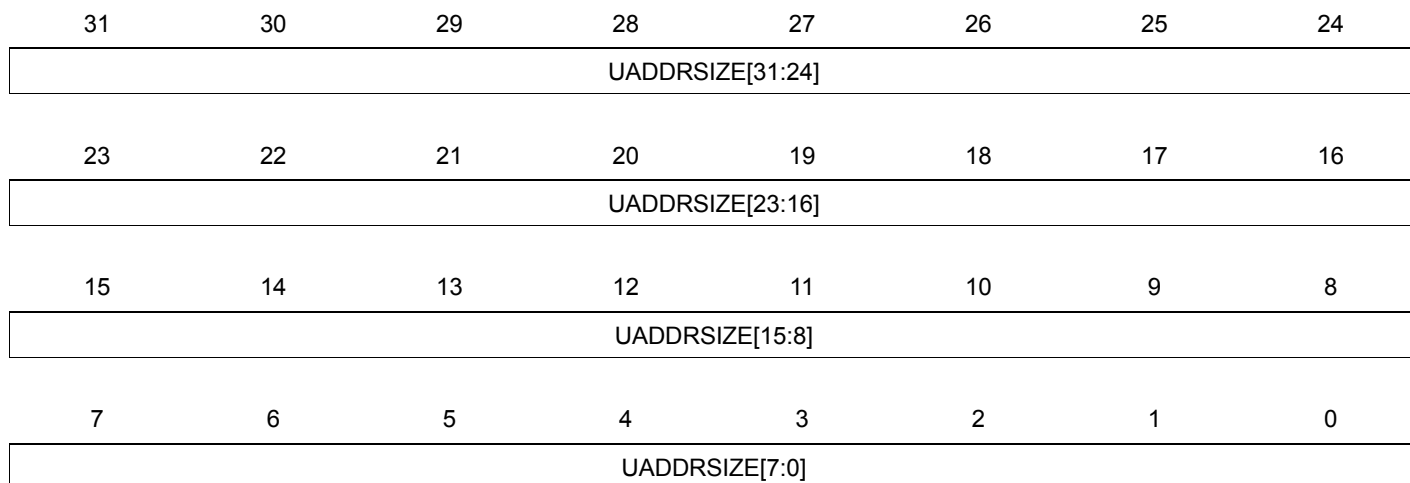 31 30 29 28 27 26 25 24
UADDRSIZE[31:24]
23 22 21 20 19 18 17 16
UADDRSIZE[23:16]
15 14 13 12 11 10 9 8
UADDRSIZE[15:8]
7 6 5 4 3 2 1 0
UADDRSIZE[7:0]